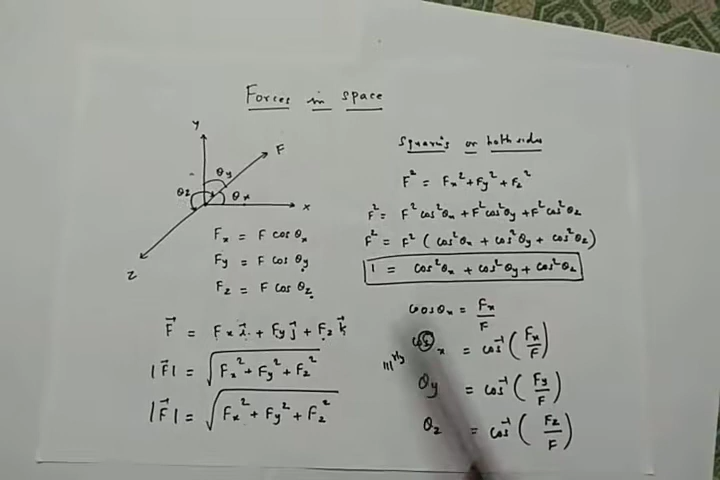 Forces in space
y
F
θy
θz
θx
x
z
Fx = F cos θx
Fy = F cos θy
Fz = F cos θz
F⃗ = Fx i⃗ + Fy j⃗ + Fz k⃗
|F⃗| = √(Fx² + Fy² + Fz²)
|F⃗| = √(Fx² + Fy² + Fz²)
Squaring on both sides
F² = Fx² + Fy² + Fz²
F² = F² cos²θx + F² cos²θy + F² cos²θz
F² = F² (cos²θx + cos²θy + cos²θz)
1 = cos²θx + cos²θy + cos²θz
cosθx = Fx/F
θx = cos⁻¹ (Fx/F)
|||ly
θy = cos⁻¹ (Fy/F)
θz = cos⁻¹ (Fz/F)